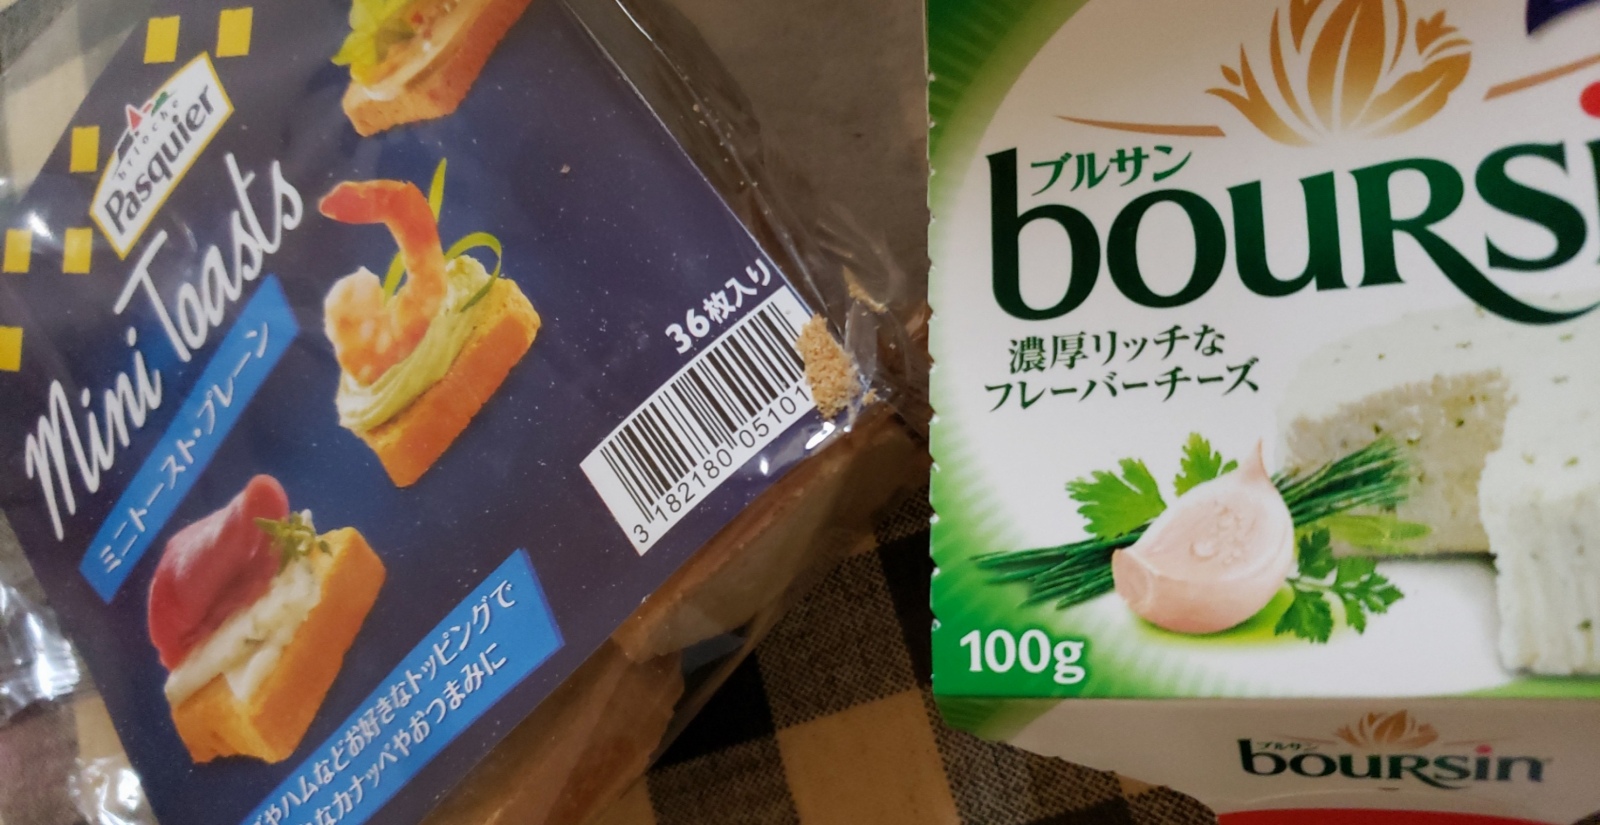 brioche
Pasquier
Mini Toasts
ミニトースト・プレーン
36枚入り
3 182180 05101
やハムなどお好きなトッピングで
なカナッペやおつまみに
ブルサン
boursi
濃厚リッチな
フレーバーチーズ
100g
ブルサン
boursin